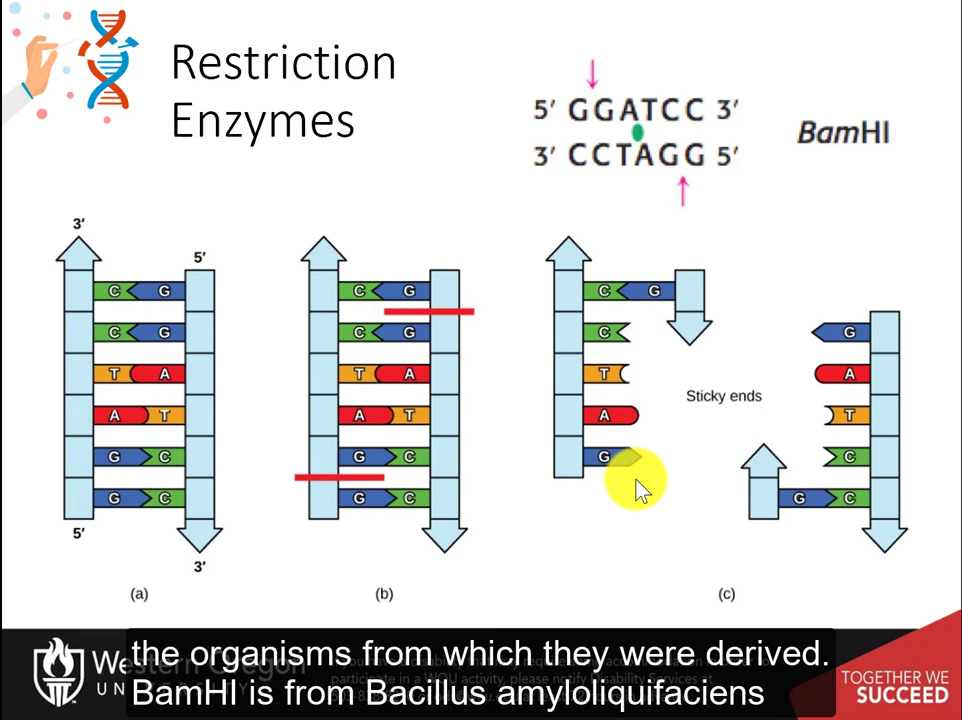 Restriction
Enzymes
5′ GGATCC 3′
3′ CCTAGG 5′
BamHI
3′
5′
C G
C G
T A
A T
G C
G C
5′
3′
(a)
C G
C G
T A
A T
G C
G C
(b)
C G
C
T
A
G
Sticky ends
G
A
T
C
G C
(c)
the organisms from which they were derived.
BamHI is from Bacillus amyloliquifaciens
TOGETHER WE
SUCCEED